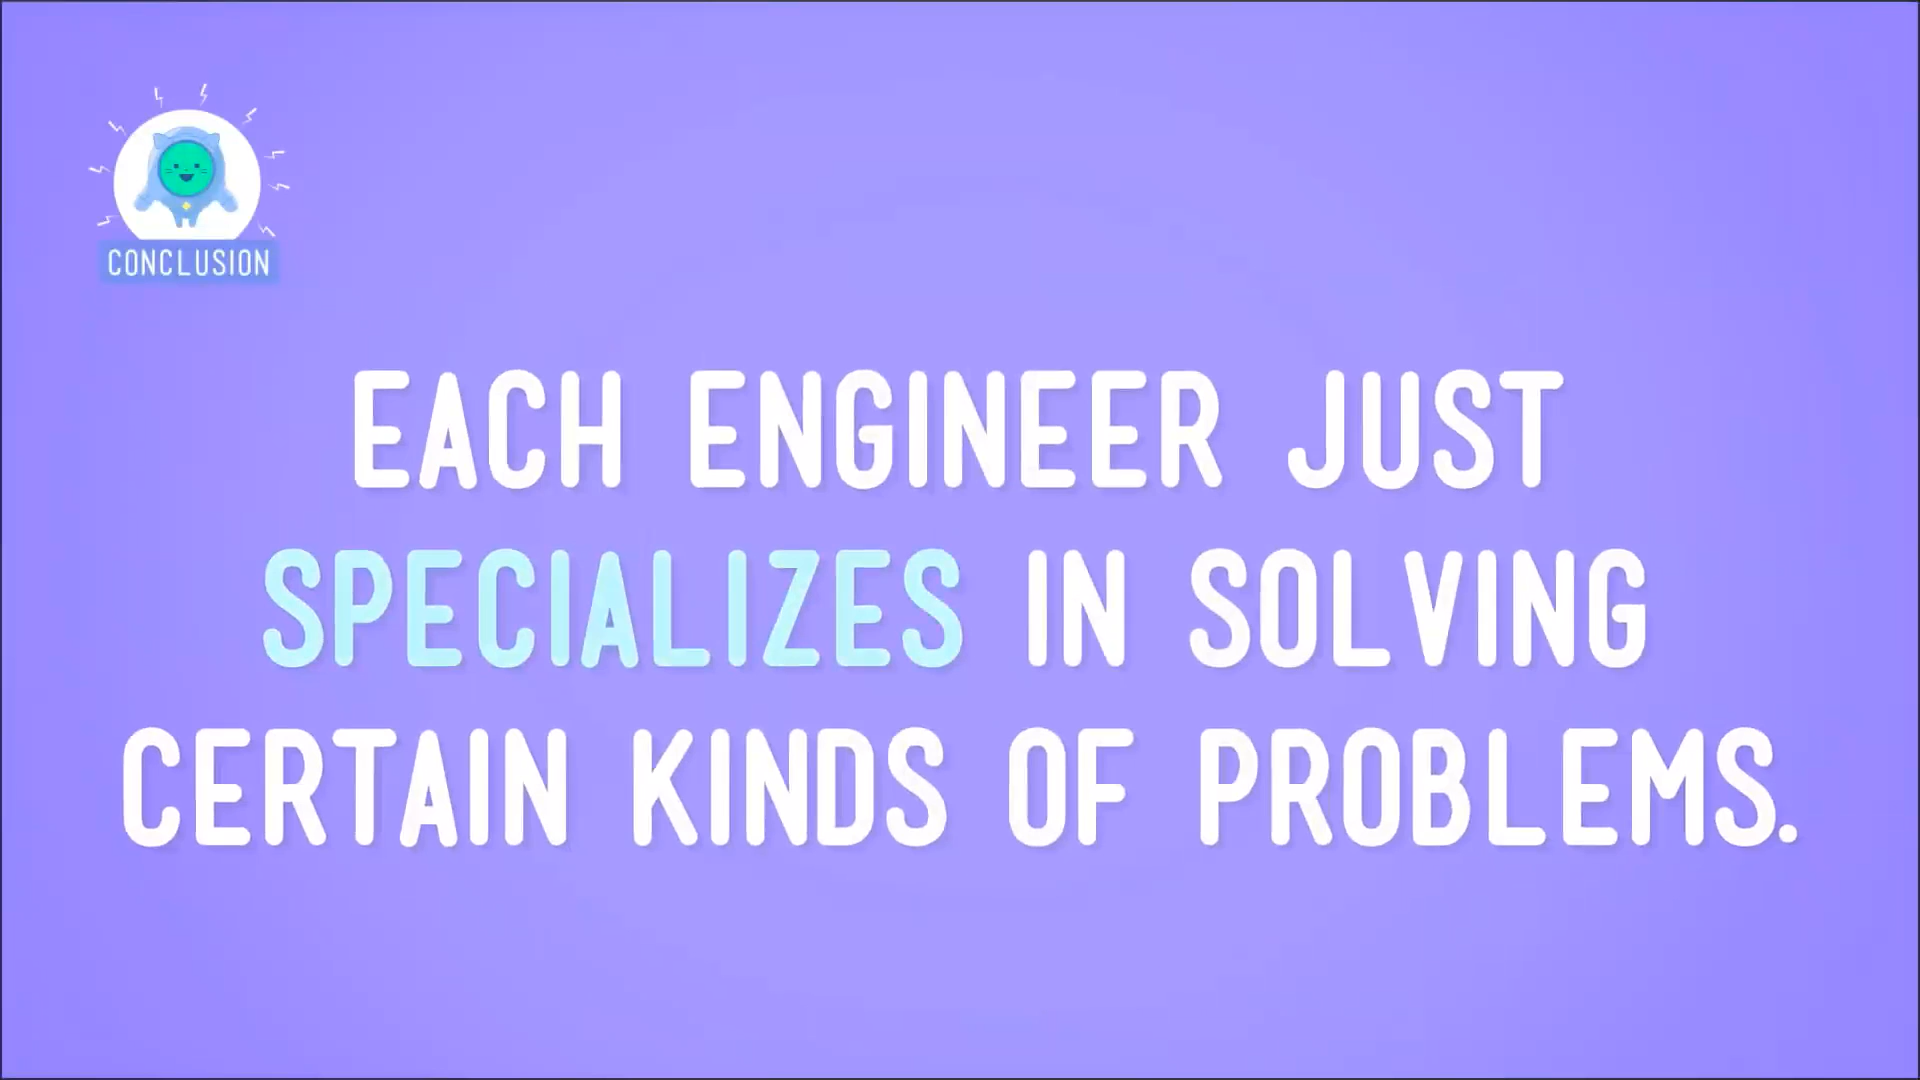 CONCLUSION
EACH ENGINEER JUST
SPECIALIZES IN SOLVING
CERTAIN KINDS OF PROBLEMS.